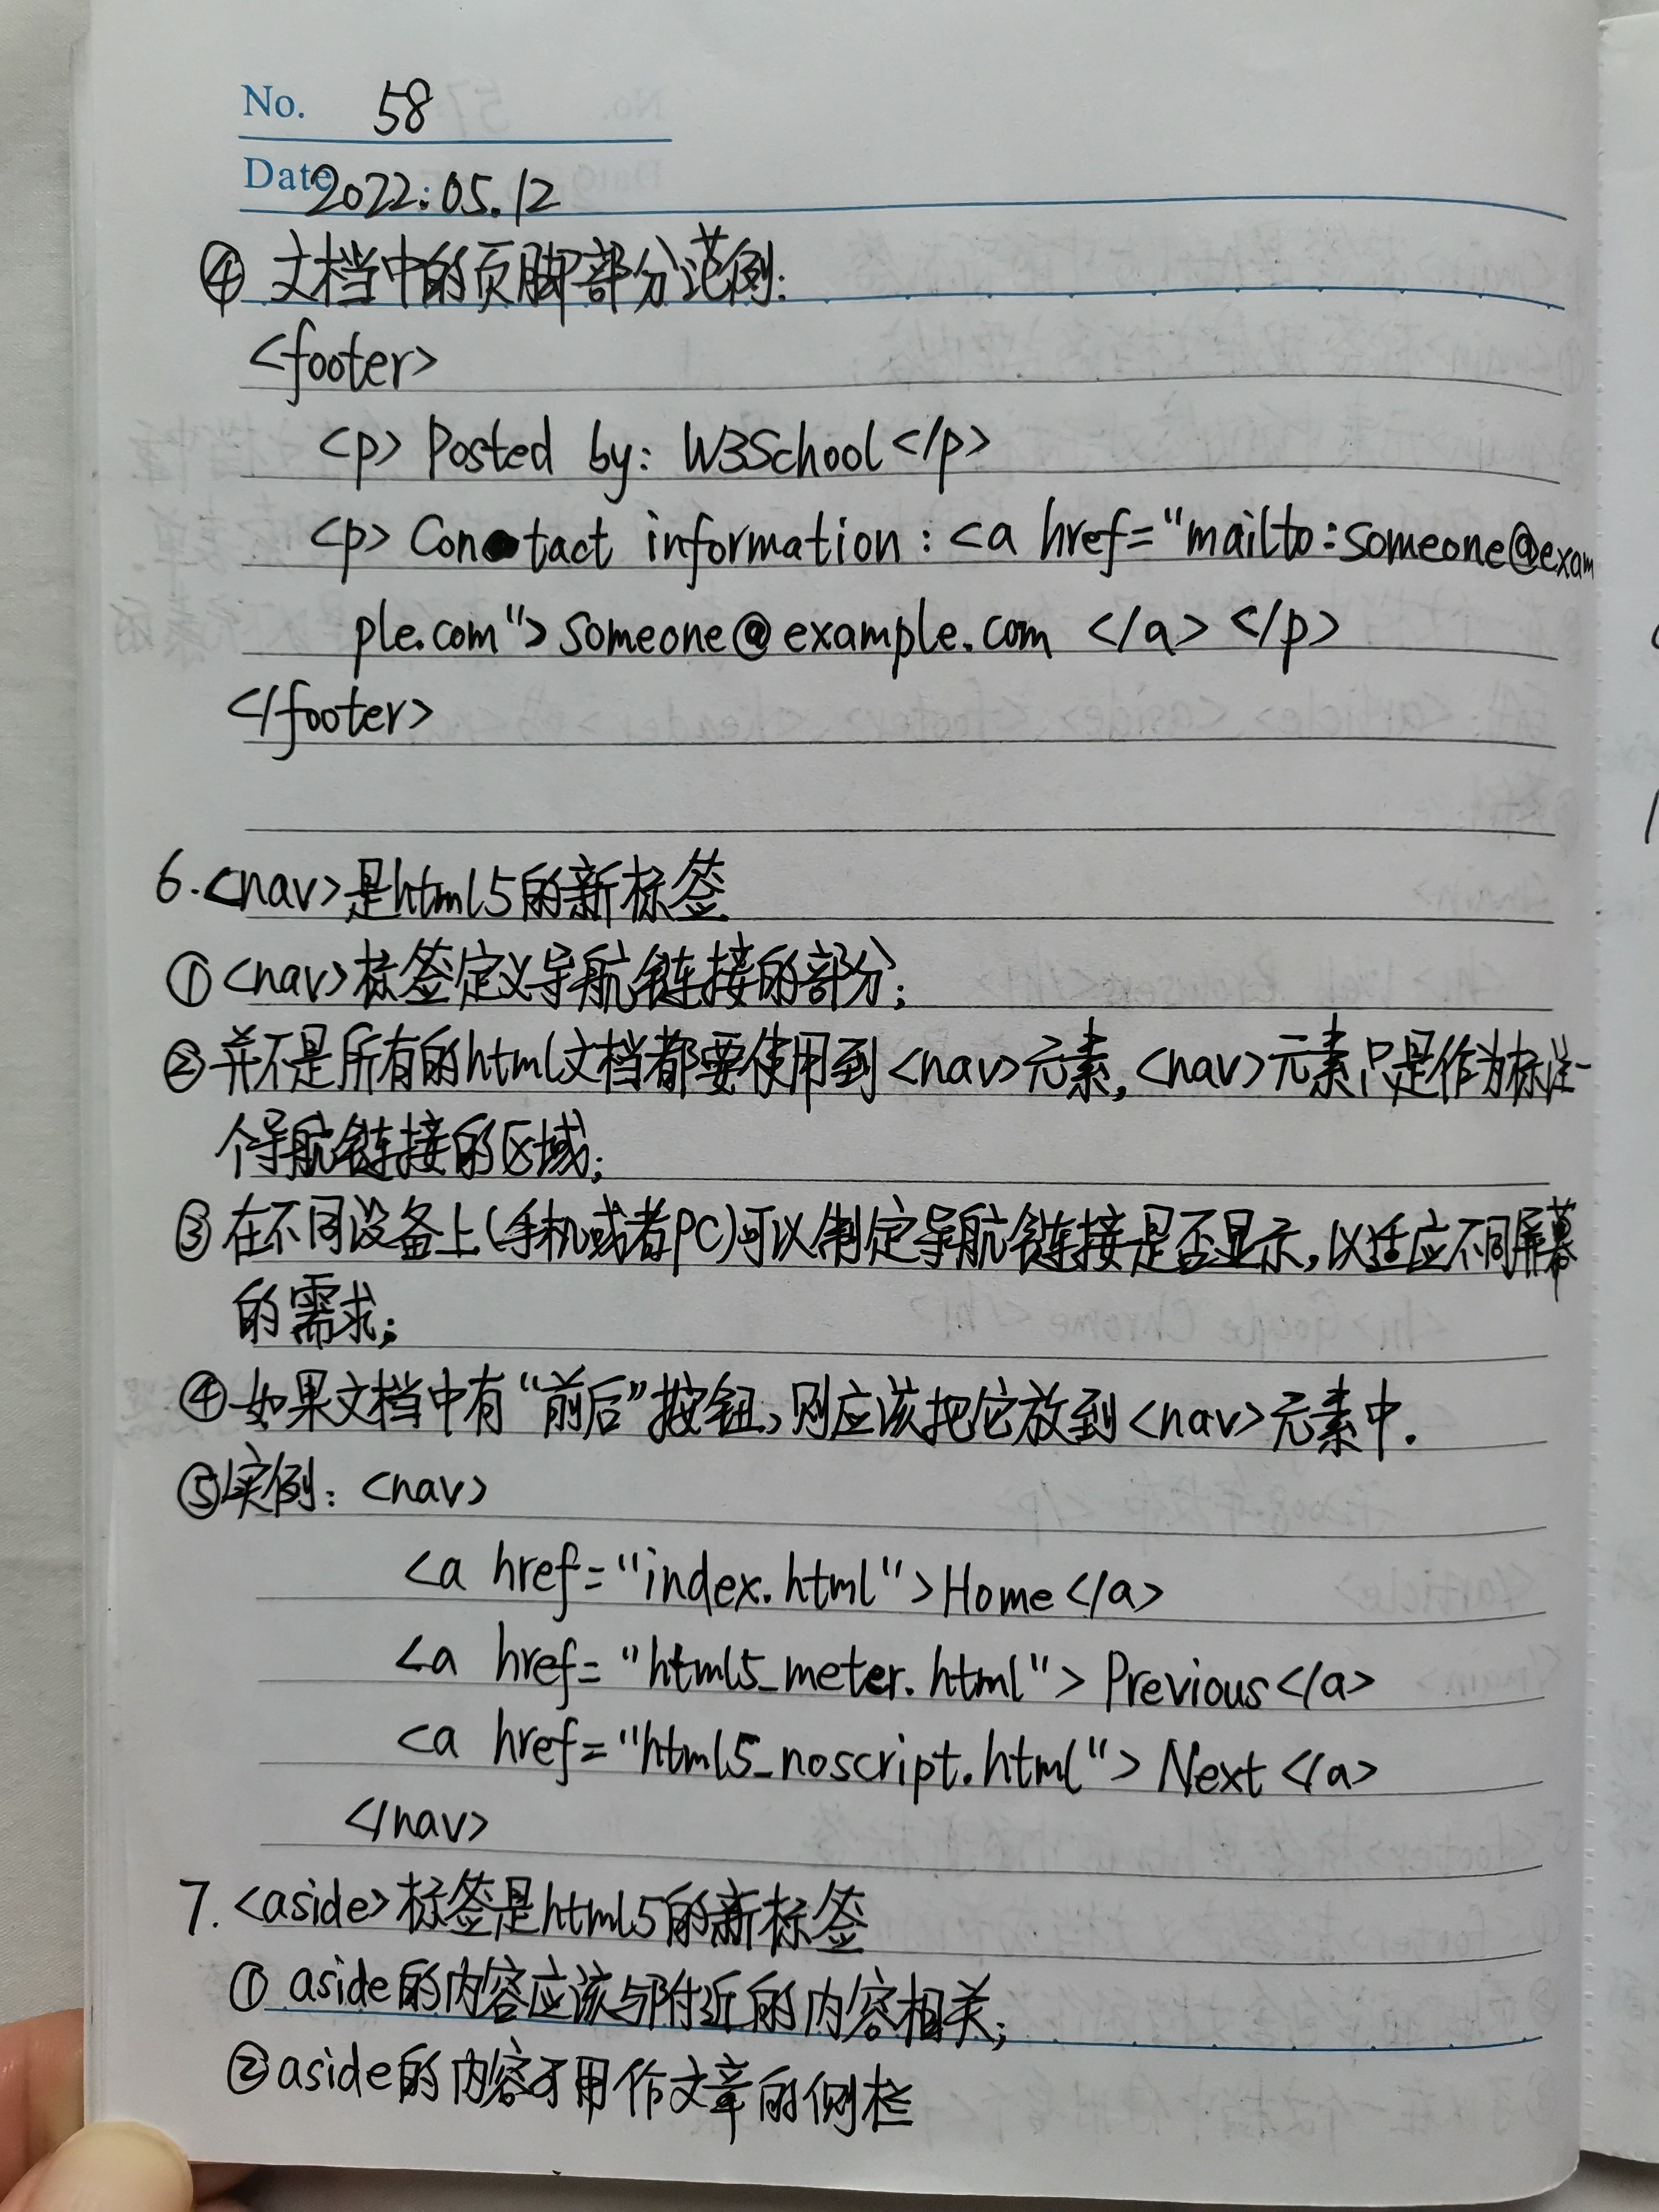 No. 58
Date 2022.05.12
④ 文档中的页脚部分范例:
<footer>
<p> Posted by: W3School</p>
<p> Contact information: <a href="mailto:someone@exam
ple.com">someone@example.com </a> </p>
</footer>
6.<nav>是html5的新标签
①<nav>标签定义导航链接的部分;
②并不是所有的html文档都要使用到<nav>元素,<nav>元素只是作为标注一
个导航链接的区域;
③在不同设备上(手机或者PC)可以制定导航链接是否显示,以适应不同屏幕
的需求;
④如果文档中有“前后”按钮,则应该把它放到<nav>元素中.
⑤实例: <nav>
<a href="index.html">Home</a>
<a href="html5_meter.html">Previous</a>
<a href="html5_noscript.html">Next</a>
</nav>
7.<aside>标签是html5的新标签
① aside的内容应该与附近的内容相关;
②aside的内容可用作文章的侧栏